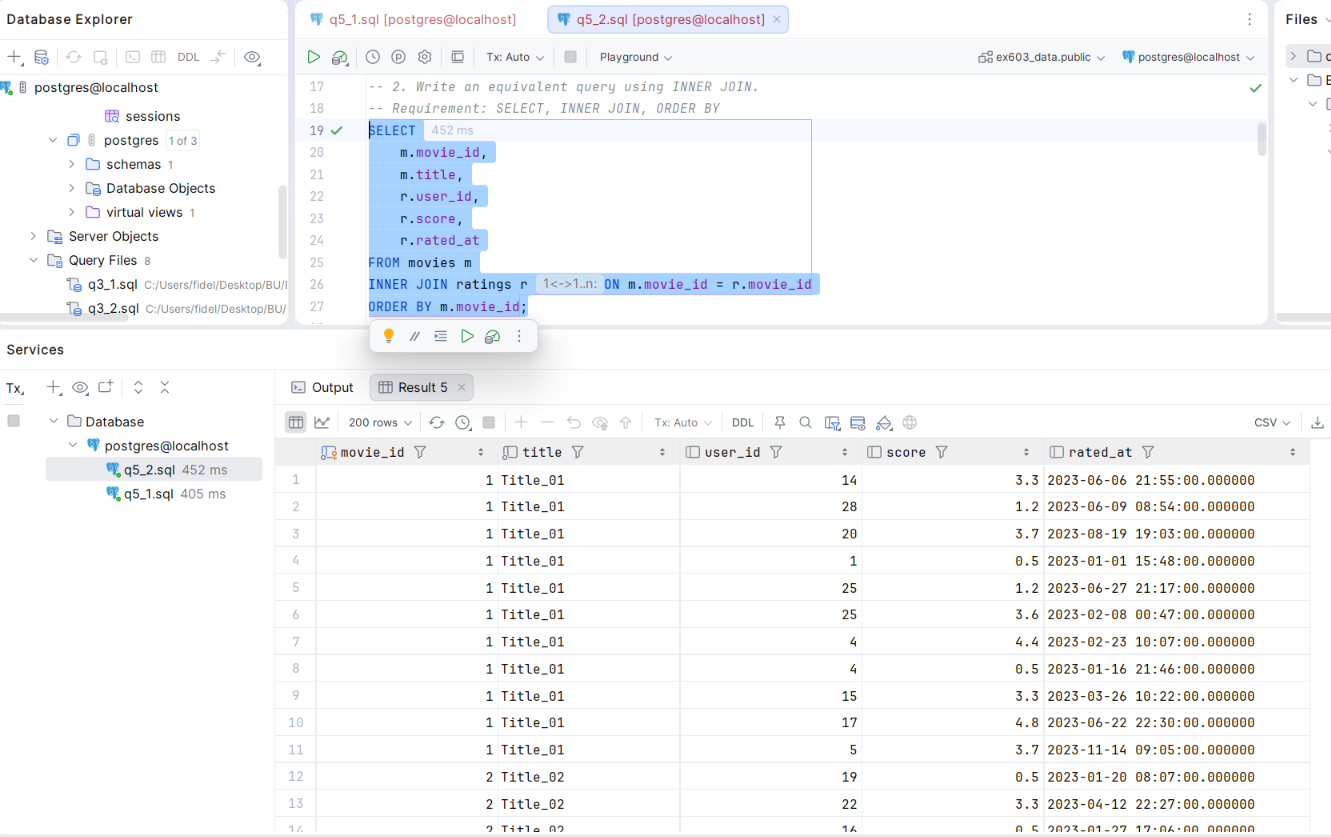 Database Explorer
q5_1.sql [postgres@localhost]
q5_2.sql [postgres@localhost]
Files
DDL
Tx: Auto
Playground
ex603_data.public
postgres@localhost
postgres@localhost
sessions
postgres 1 of 3
schemas 1
Database Objects
virtual views 1
Server Objects
Query Files 8
q3_1.sql C:/Users/fidel/Desktop/BU/
q3_2.sql C:/Users/fidel/Desktop/BU/
17 -- 2. Write an equivalent query using INNER JOIN.
18 -- Requirement: SELECT, INNER JOIN, ORDER BY
19 SELECT 452 ms
20 m.movie_id,
21 m.title,
22 r.user_id,
23 r.score,
24 r.rated_at
25 FROM movies m
26 INNER JOIN ratings r 1<->1..n: ON m.movie_id = r.movie_id
27 ORDER BY m.movie_id;
Services
Tx
Database
postgres@localhost
q5_2.sql 452 ms
q5_1.sql 405 ms
Output
Result 5
200 rows
Tx: Auto
DDL
CSV
movie_id title user_id score rated_at
1 1 Title_01 14 3.3 2023-06-06 21:55:00.000000
2 1 Title_01 28 1.2 2023-06-09 08:54:00.000000
3 1 Title_01 20 3.7 2023-08-19 19:03:00.000000
4 1 Title_01 1 0.5 2023-01-01 15:48:00.000000
5 1 Title_01 25 1.2 2023-06-27 21:17:00.000000
6 1 Title_01 25 3.6 2023-02-08 00:47:00.000000
7 1 Title_01 4 4.4 2023-02-23 10:07:00.000000
8 1 Title_01 4 0.5 2023-01-16 21:46:00.000000
9 1 Title_01 15 3.3 2023-03-26 10:22:00.000000
10 1 Title_01 17 4.8 2023-06-22 22:30:00.000000
11 1 Title_01 5 3.7 2023-11-14 09:05:00.000000
12 2 Title_02 19 0.5 2023-01-20 08:07:00.000000
13 2 Title_02 22 3.3 2023-04-12 22:27:00.000000
14 2 Title_02 16 0.5 2023-01-27 17:06:00.000000